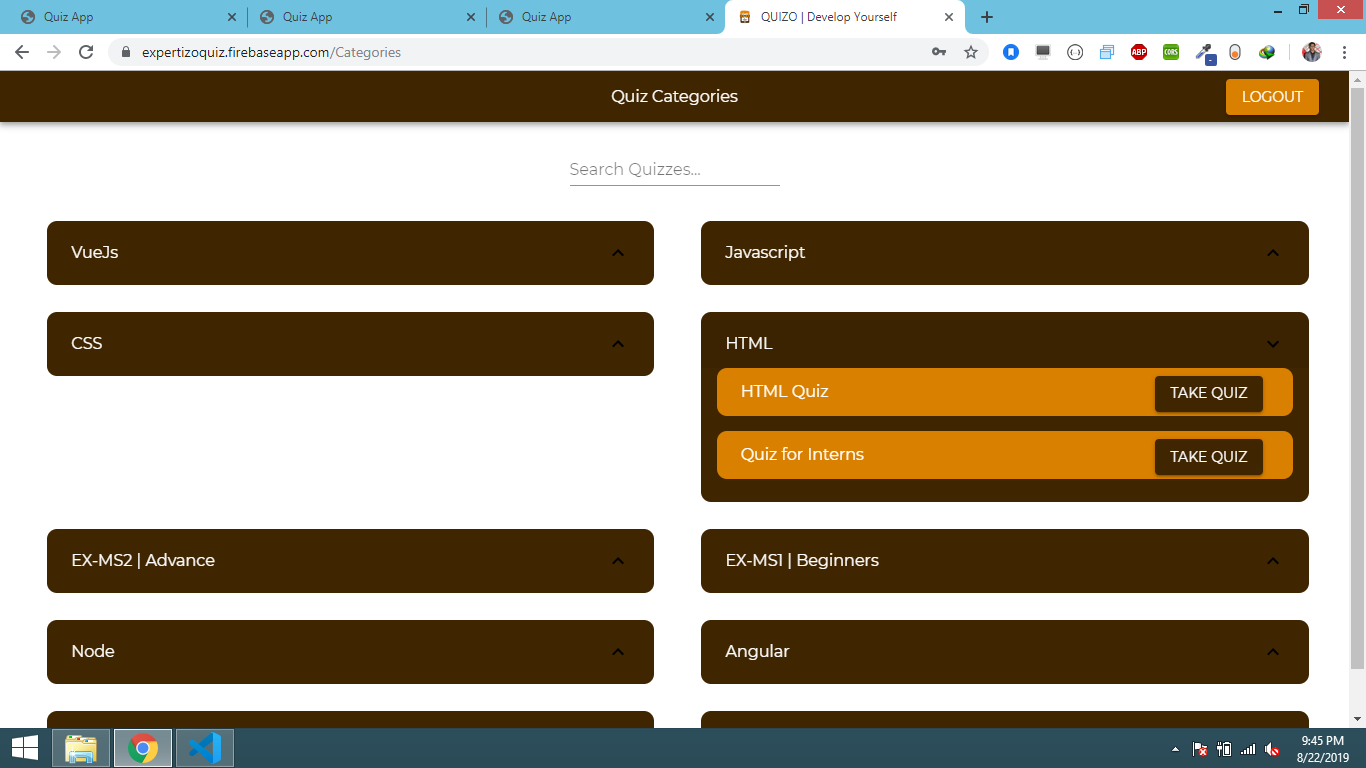 Quiz App
Quiz App
Quiz App
QUIZO | Develop Yourself
expertizoquiz.firebaseapp.com/Categories
ABP
CORS
Quiz Categories
LOGOUT
Search Quizzes...
VueJs
Javascript
CSS
HTML
HTML Quiz
TAKE QUIZ
Quiz for Interns
TAKE QUIZ
EX-MS2 | Advance
EX-MS1 | Beginners
Node
Angular
9:45 PM
8/22/2019